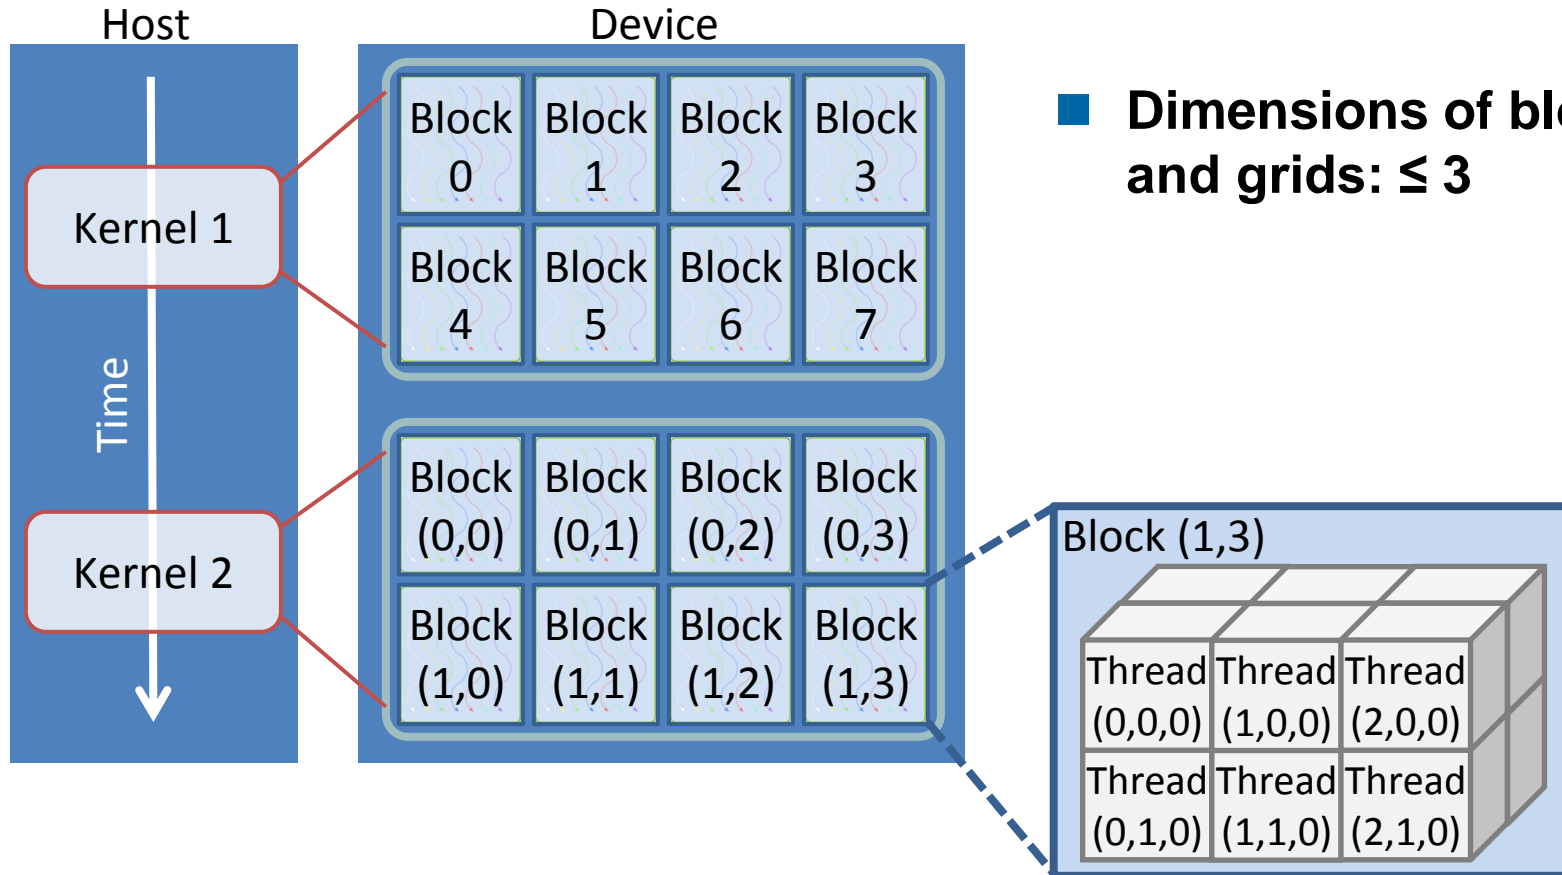 Host
Device
Kernel 1
Time
Kernel 2
Block
0
Block
1
Block
2
Block
3
Block
4
Block
5
Block
6
Block
7
Block
(0,0)
Block
(0,1)
Block
(0,2)
Block
(0,3)
Block
(1,0)
Block
(1,1)
Block
(1,2)
Block
(1,3)
Dimensions of
and grids: ≤ 3
Block (1,3)
Thread
(0,0,0)
Thread
(1,0,0)
Thread
(2,0,0)
Thread
(0,1,0)
Thread
(1,1,0)
Thread
(2,1,0)